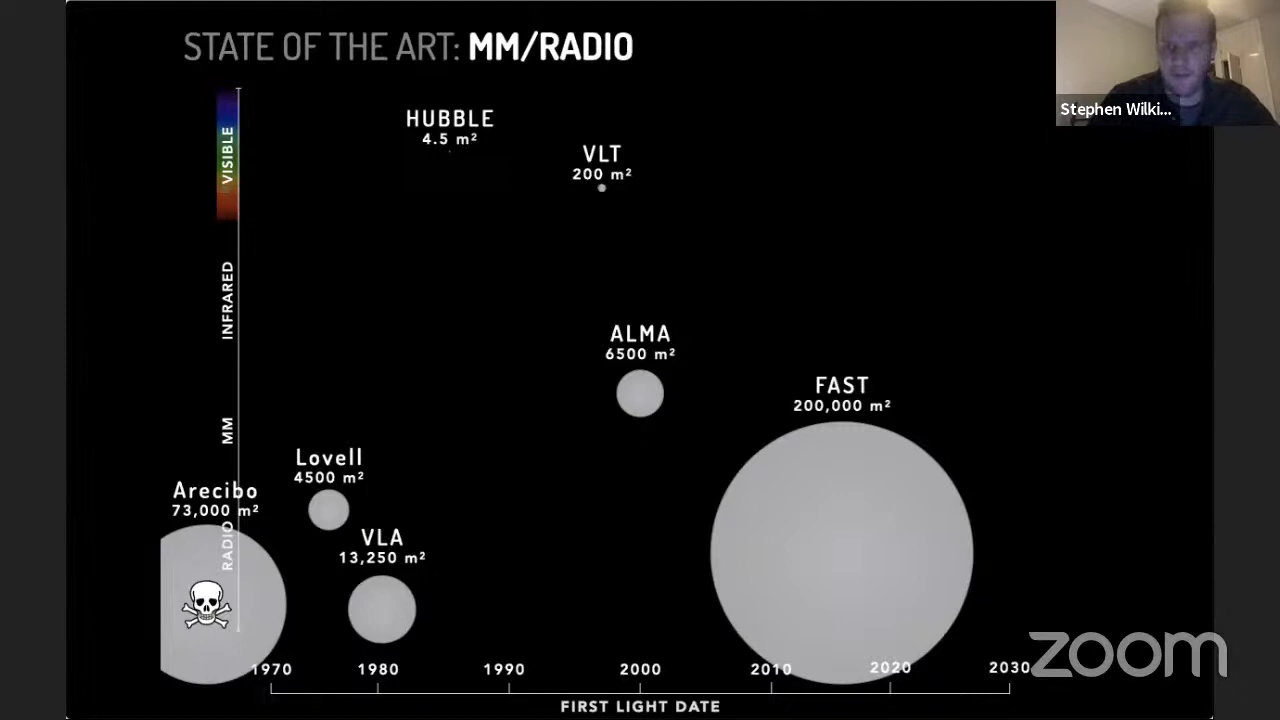 STATE OF THE ART: MM/RADIO
Stephen Wilki...
VISIBLE
INFRARED
MM
RADIO
HUBBLE
4.5 m²
VLT
200 m²
ALMA
6500 m²
FAST
200,000 m²
Lovell
4500 m²
Arecibo
73,000 m²
VLA
13,250 m²
1970 1980 1990 2000 2010 2020 2030
FIRST LIGHT DATE
zoom